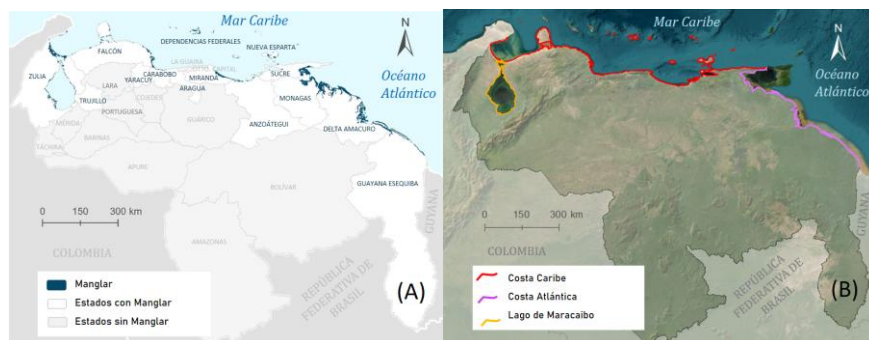 Mar Caribe
DEPENDENCIAS FEDERALES
NUEVA ESPARTA
FALCÓN
LA GUAIRA
ZULIA
CARABOBO
MIRANDA
SUCRE
YARACUY
LARA
ARAGUA
TRUJILLO
COJEDES
MONAGAS
PORTUGUESA
ANZOÁTEGUI
DELTA AMACURO
MÉRIDA
GUÁRICO
BARINAS
TÁCHIRA
APURE
BOLÍVAR
GUAYANA ESEQUIBA
AMAZONAS
Océano
Atlántico
N
0 150 300 km
COLOMBIA
GUYANA
REPÚBLICA
FEDERATIVA DE
BRASIL
Manglar
Estados con Manglar
Estados sin Manglar
(A)
Mar Caribe
N
Océano
Atlántico
0 150 300 km
COLOMBIA
GUYANA
REPÚBLICA
FEDERATIVA DE
BRASIL
Costa Caribe
Costa Atlántica
Lago de Maracaibo
(B)